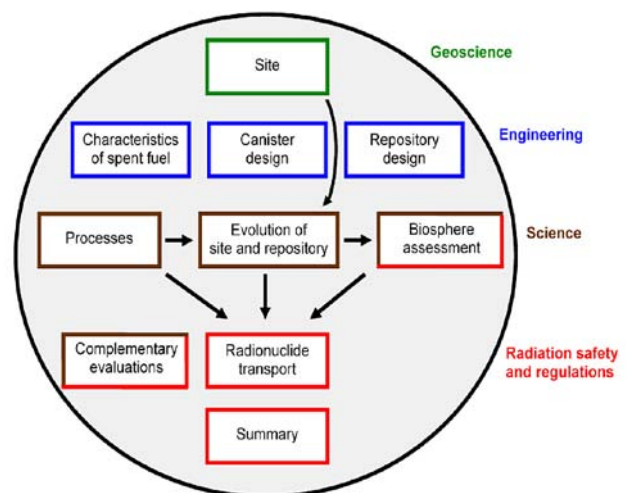 Geoscience
Site
Engineering
Characteristics
of spent fuel
Canister
design
Repository
design
Processes
Evolution of
site and repository
Biosphere
assessment
Science
Complementary
evaluations
Radionuclide
transport
Radiation safety
and regulations
Summary